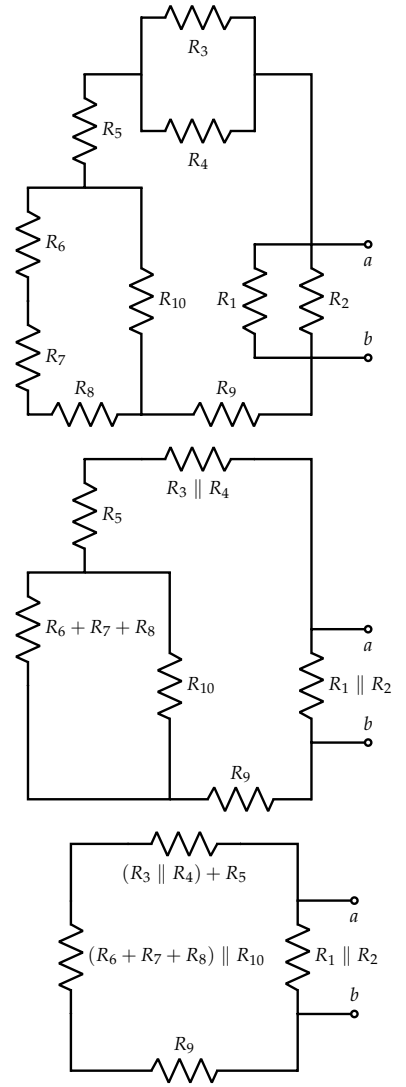 R3
R4
R5
R6
a
R10
R1
R2
R7
b
R8
R9
R3 ∥ R4
R5
R6 + R7 + R8
a
R10
R1 ∥ R2
b
R9
(R3 ∥ R4) + R5
a
(R6 + R7 + R8) ∥ R10
R1 ∥ R2
b
R9